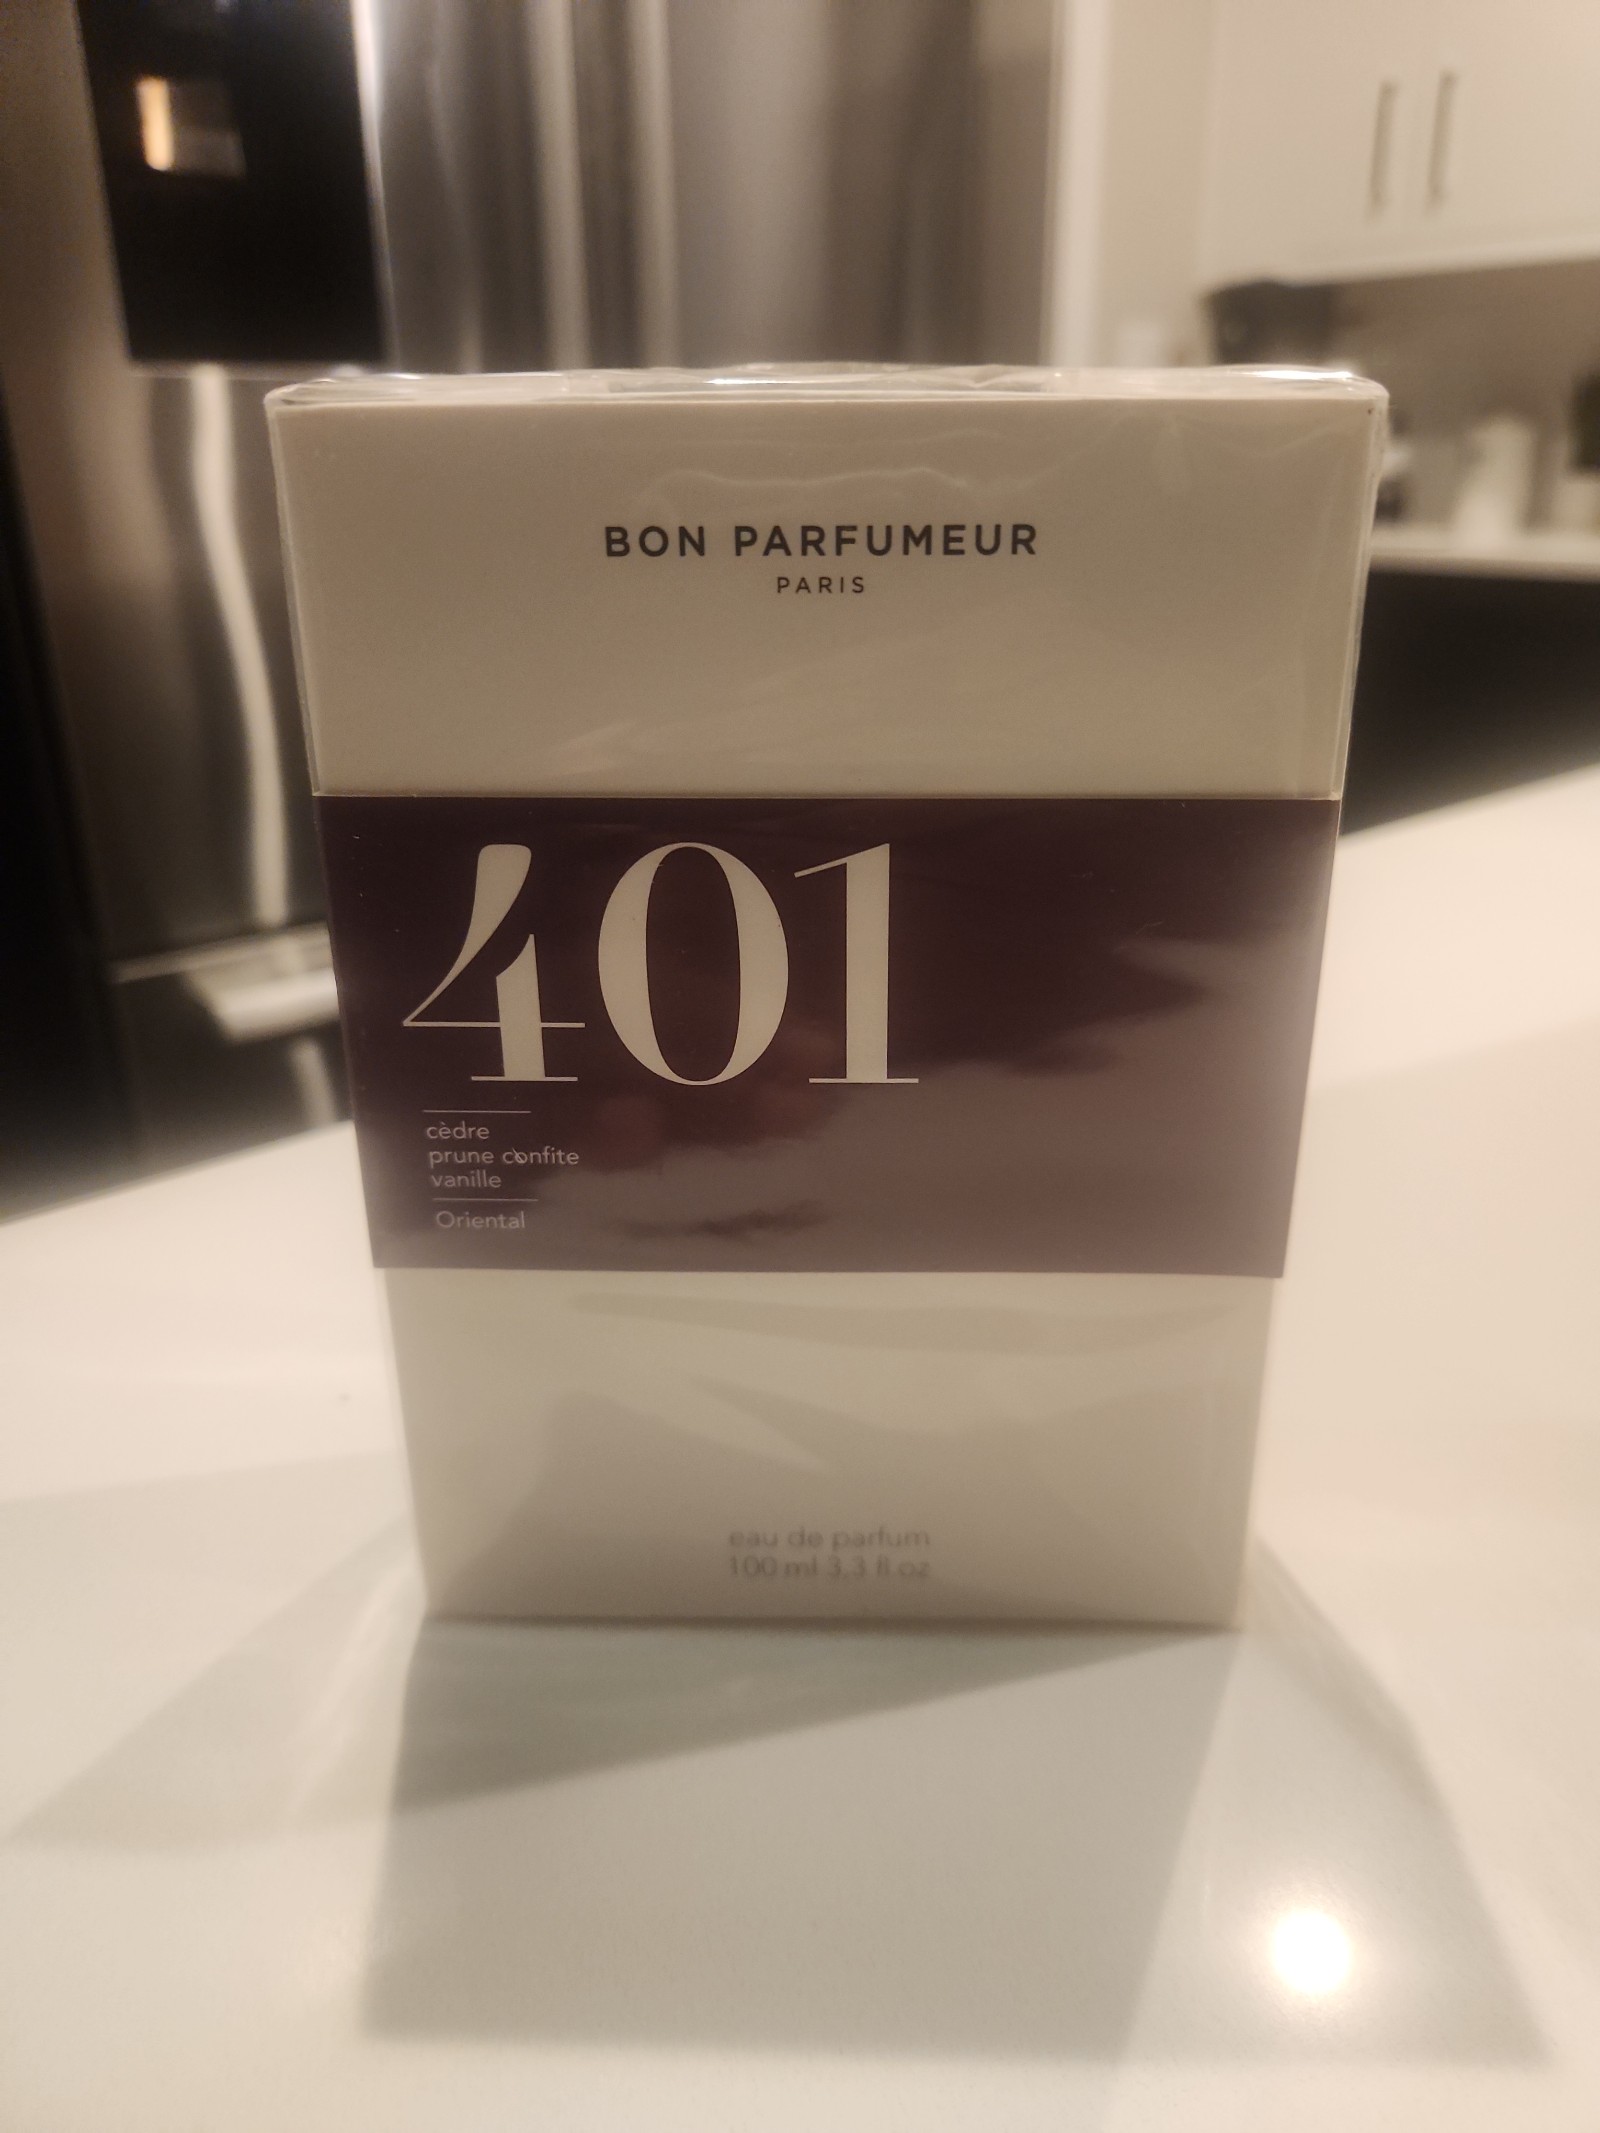 BON PARFUMEUR
PARIS
401
cèdre
prune confite
vanille
Oriental
eau de parfum
100 ml 3.3 fl.oz